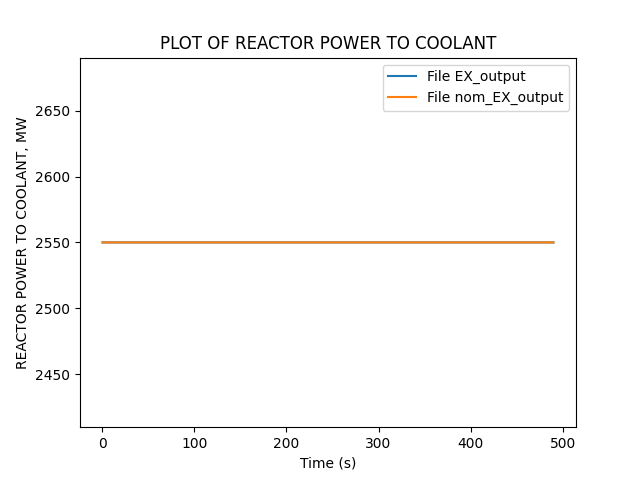 PLOT OF REACTOR POWER TO COOLANT
File EX_output
File nom_EX_output
REACTOR POWER TO COOLANT, MW
2650
2600
2550
2500
2450
0 100 200 300 400 500
Time (s)